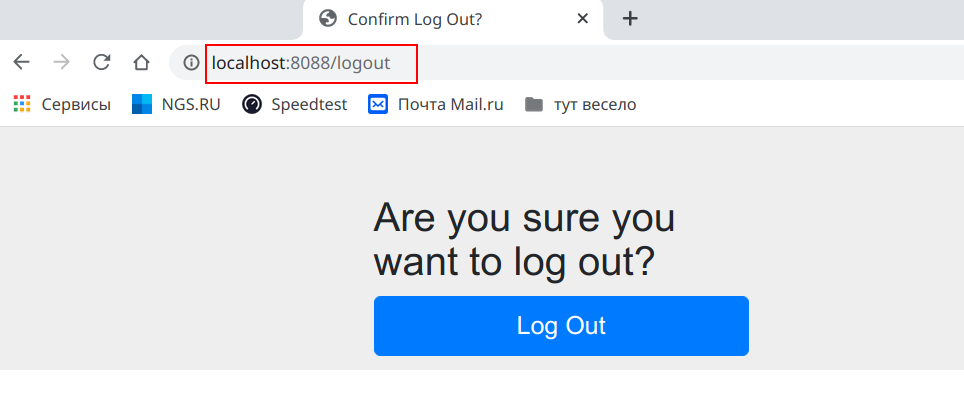 Confirm Log Out?
localhost:8088/logout
Сервисы NGS.RU Speedtest Почта Mail.ru тут весело
Are you sure you
want to log out?
Log Out